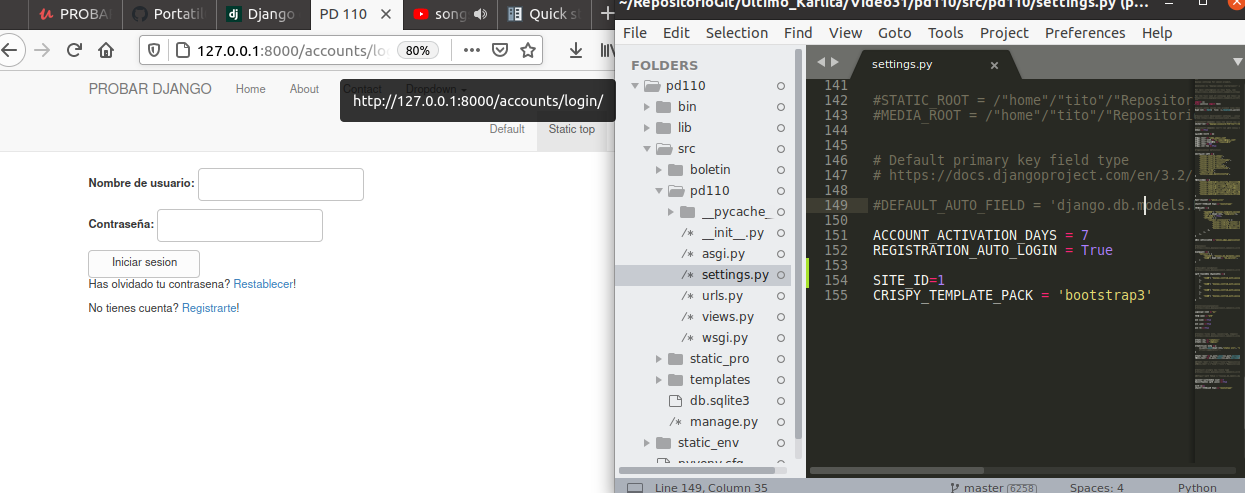 PROBAR
Portatil
Django
PD 110
song
Quick s
127.0.0.1:8000/accounts/lo
80%
PROBAR DJANGO
Home
About
Contact
Dropdown
http://127.0.0.1:8000/accounts/login/
Default
Static top
Nombre de usuario:
Contraseña:
Iniciar sesion
Has olvidado tu contrasena? Restablecer!
No tienes cuenta? Registrarte!
~/RepositorioGit/Ultimo_Karlita/Video31/pd110/src/pd110/settings.py (p...
File Edit Selection Find View Goto Tools Project Preferences Help
FOLDERS
pd110
bin
lib
src
boletin
pd110
__pycache_
/* __init__.py
/* asgi.py
/* settings.py
/* urls.py
/* views.py
/* wsgi.py
static_pro
templates
db.sqlite3
/* manage.py
static_env
pyvenv.cfg
settings.py
141
142 #STATIC_ROOT = /"home"/"tito"/"Repositor
143 #MEDIA_ROOT = /"home"/"tito"/"Repositori
144
145
146 # Default primary key field type
147 # https://docs.djangoproject.com/en/3.2/
148
149 #DEFAULT_AUTO_FIELD = 'django.db.models.
150
151 ACCOUNT_ACTIVATION_DAYS = 7
152 REGISTRATION_AUTO_LOGIN = True
153
154 SITE_ID=1
155 CRISPY_TEMPLATE_PACK = 'bootstrap3'
Line 149, Column 35
master 6258
Spaces: 4
Python